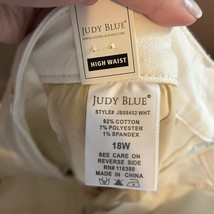 JUDY BLUE®
WWW.JUDYBLUEJEANS.COM
HIGH WAIST
JUDY BLUE®
STYLE# JB88452 WHT
92% COTTON
7% POLYESTER
1% SPANDEX
18W
SEE CARE ON
REVERSE SIDE
RN# 116380
MADE IN CHINA